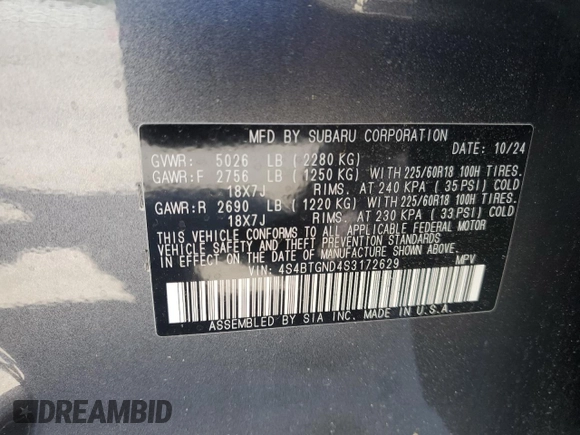 MFD BY SUBARU CORPORATION
DATE: 10/24
GVWR: 5026 LB (2280 KG)
GAWR:F 2756 LB (1250 KG) WITH 225/60R18 100H TIRES.
18X7J RIMS. AT 240 KPA (35 PSI) COLD
GAWR:R 2690 LB (1220 KG) WITH 225/60R18 100H TIRES.
18X7J RIMS. AT 230 KPA (33 PSI) COLD
THIS VEHICLE CONFORMS TO ALL APPLICABLE FEDERAL MOTOR
VEHICLE SAFETY AND THEFT PREVENTION STANDARDS
IN EFFECT ON THE DATE OF MANUFACTURE SHOWN ABOVE.
VIN: 4S4BTGND4S3172629 MPV
ASSEMBLED BY SIA INC. MADE IN U.S.A.
DREAMBID